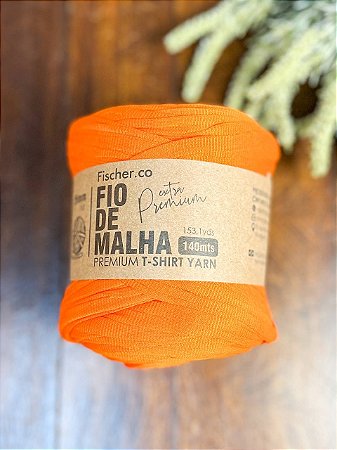 Fischer.co
FIO
DE
MALHA
extra
Premium
153,1yds
140mts
PREMIUM T-SHIRT YARN